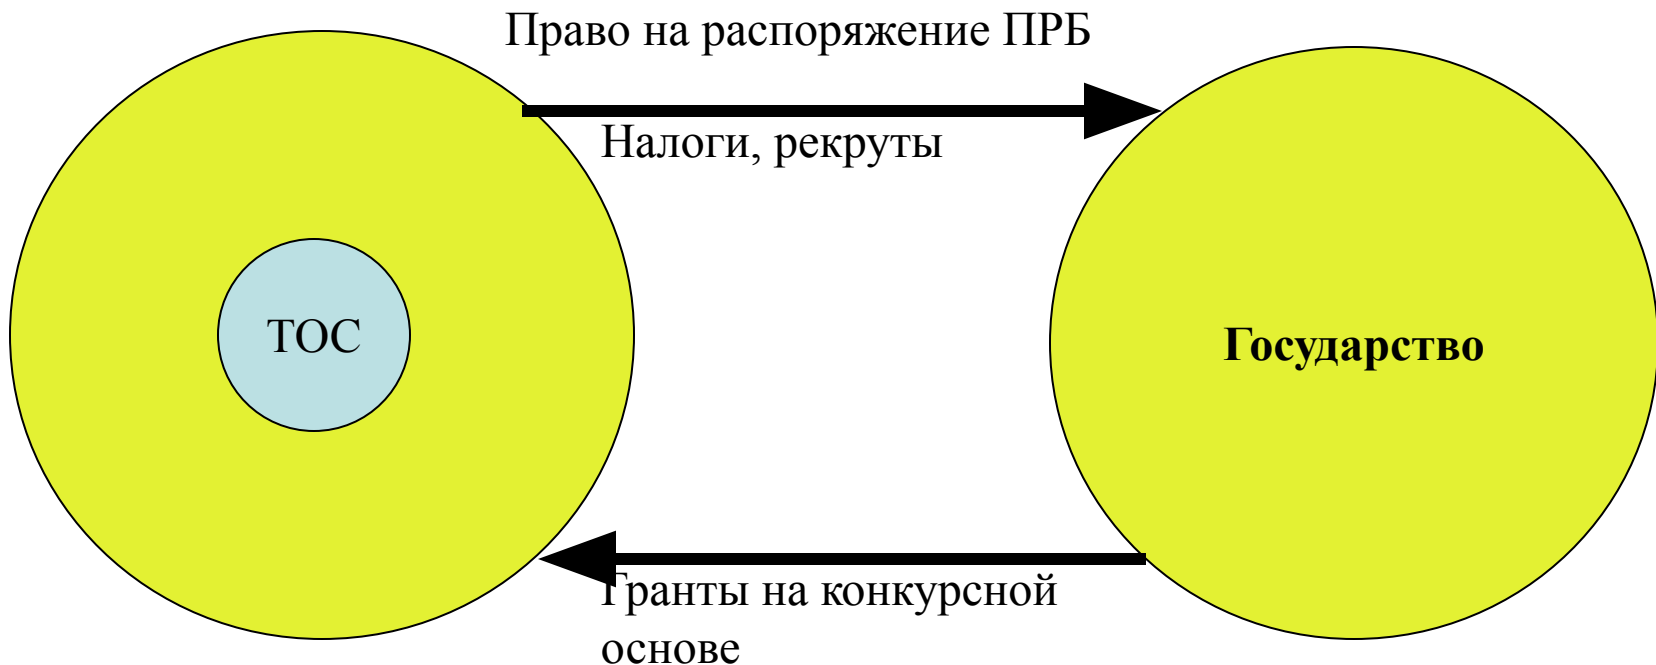 Право на распоряжение ПРБ
Налоги, рекруты
ТОС
Государство
Гранты на конкурсной
основе